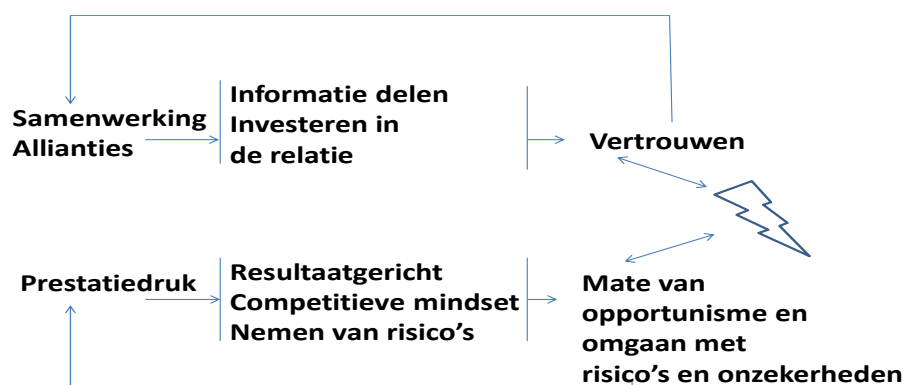 Samenwerking
Allianties
Informatie delen
Investeren in
de relatie
Vertrouwen
Prestatiedruk
Resultaatgericht
Competitieve mindset
Nemen van risico’s
Mate van
opportunisme en
omgaan met
risico’s en onzekerheden